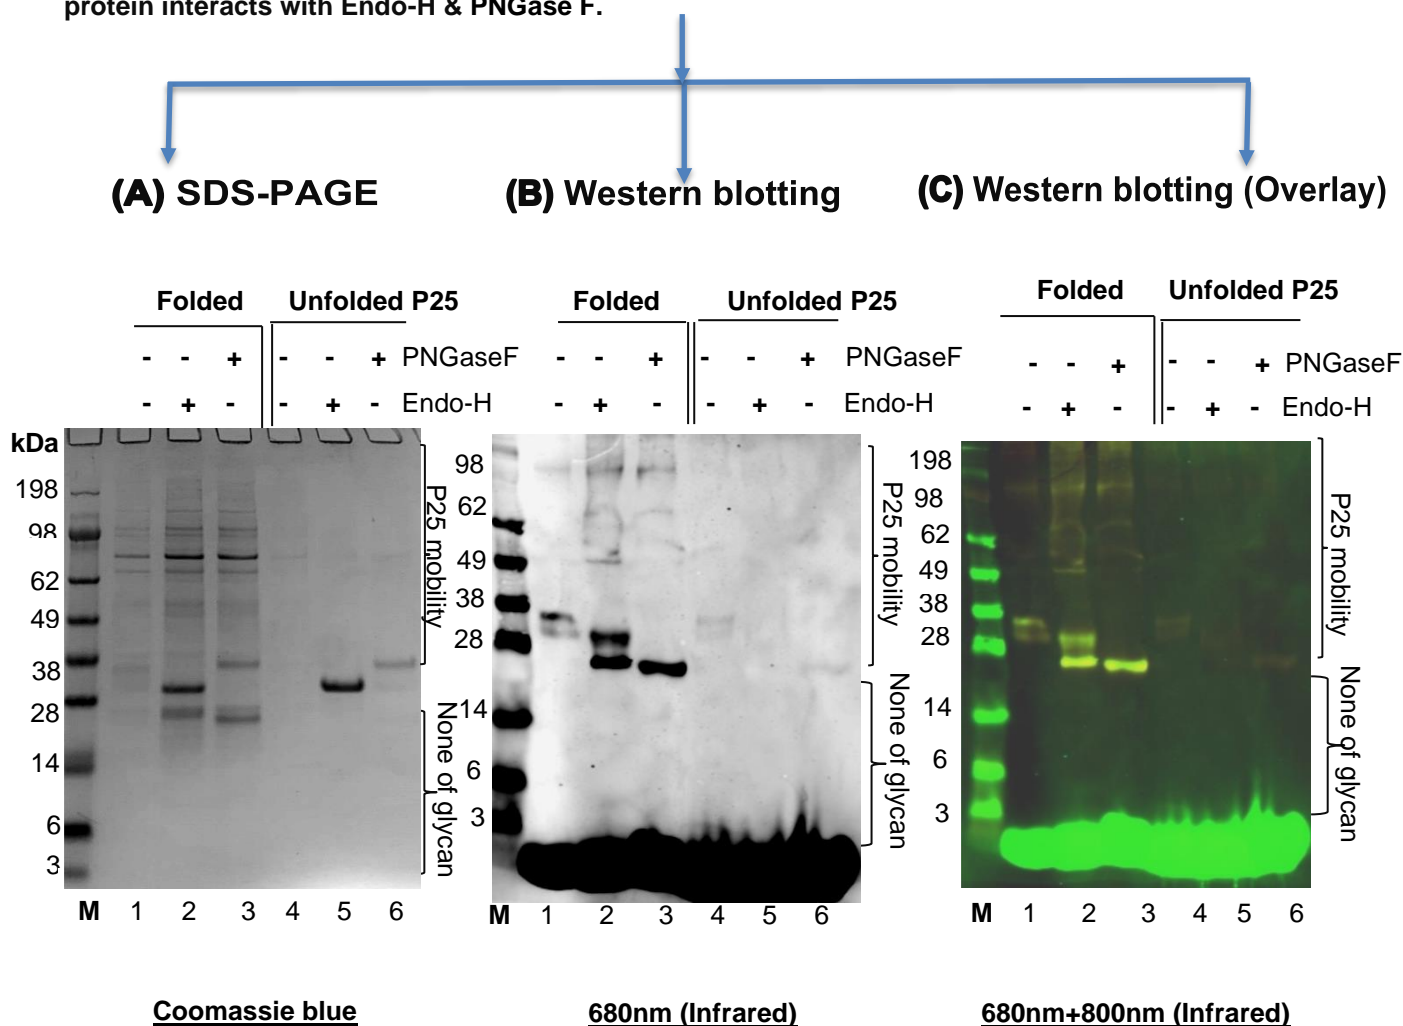 protein interacts with Endo-H & PNGase F.
(A) SDS-PAGE
(B) Western blotting
(C) Western blotting (Overlay)
Folded
Unfolded P25
- - + - - + PNGaseF
- + - - + - Endo-H
kDa
198
98
62
49
38
28
14
6
3
P25 mobility
None of glycan
M 1 2 3 4 5 6
Coomassie blue
Folded
Unfolded P25
- - + - - + PNGaseF
- + - - + - Endo-H
98
62
49
38
28
14
6
3
P25 mobility
None of glycan
M 1 2 3 4 5 6
680nm (Infrared)
Folded
Unfolded P25
- - + - - + PNGaseF
- + - - + - Endo-H
198
98
62
49
38
28
14
6
3
P25 mobility
None of glycan
M 1 2 3 4 5 6
680nm+800nm (Infrared)